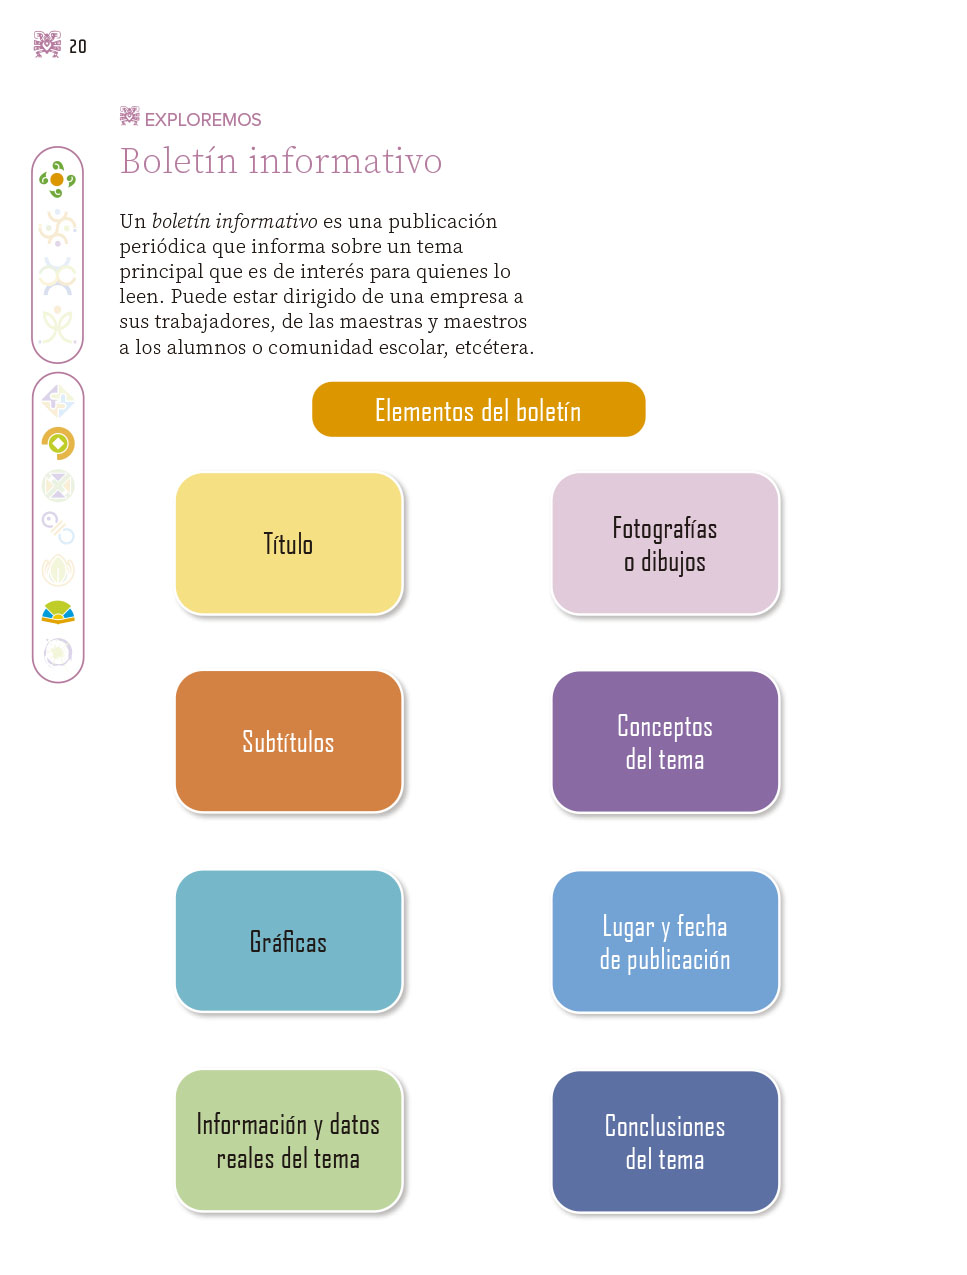 20
EXPLOREMOS
Boletín informativo
Un boletín informativo es una publicación
periódica que informa sobre un tema
principal que es de interés para quienes lo
leen. Puede estar dirigido de una empresa a
sus trabajadores, de las maestras y maestros
a los alumnos o comunidad escolar, etcétera.
Elementos del boletín
Título
Fotografías
o dibujos
Subtítulos
Conceptos
del tema
Gráficas
Lugar y fecha
de publicación
Información y datos
reales del tema
Conclusiones
del tema